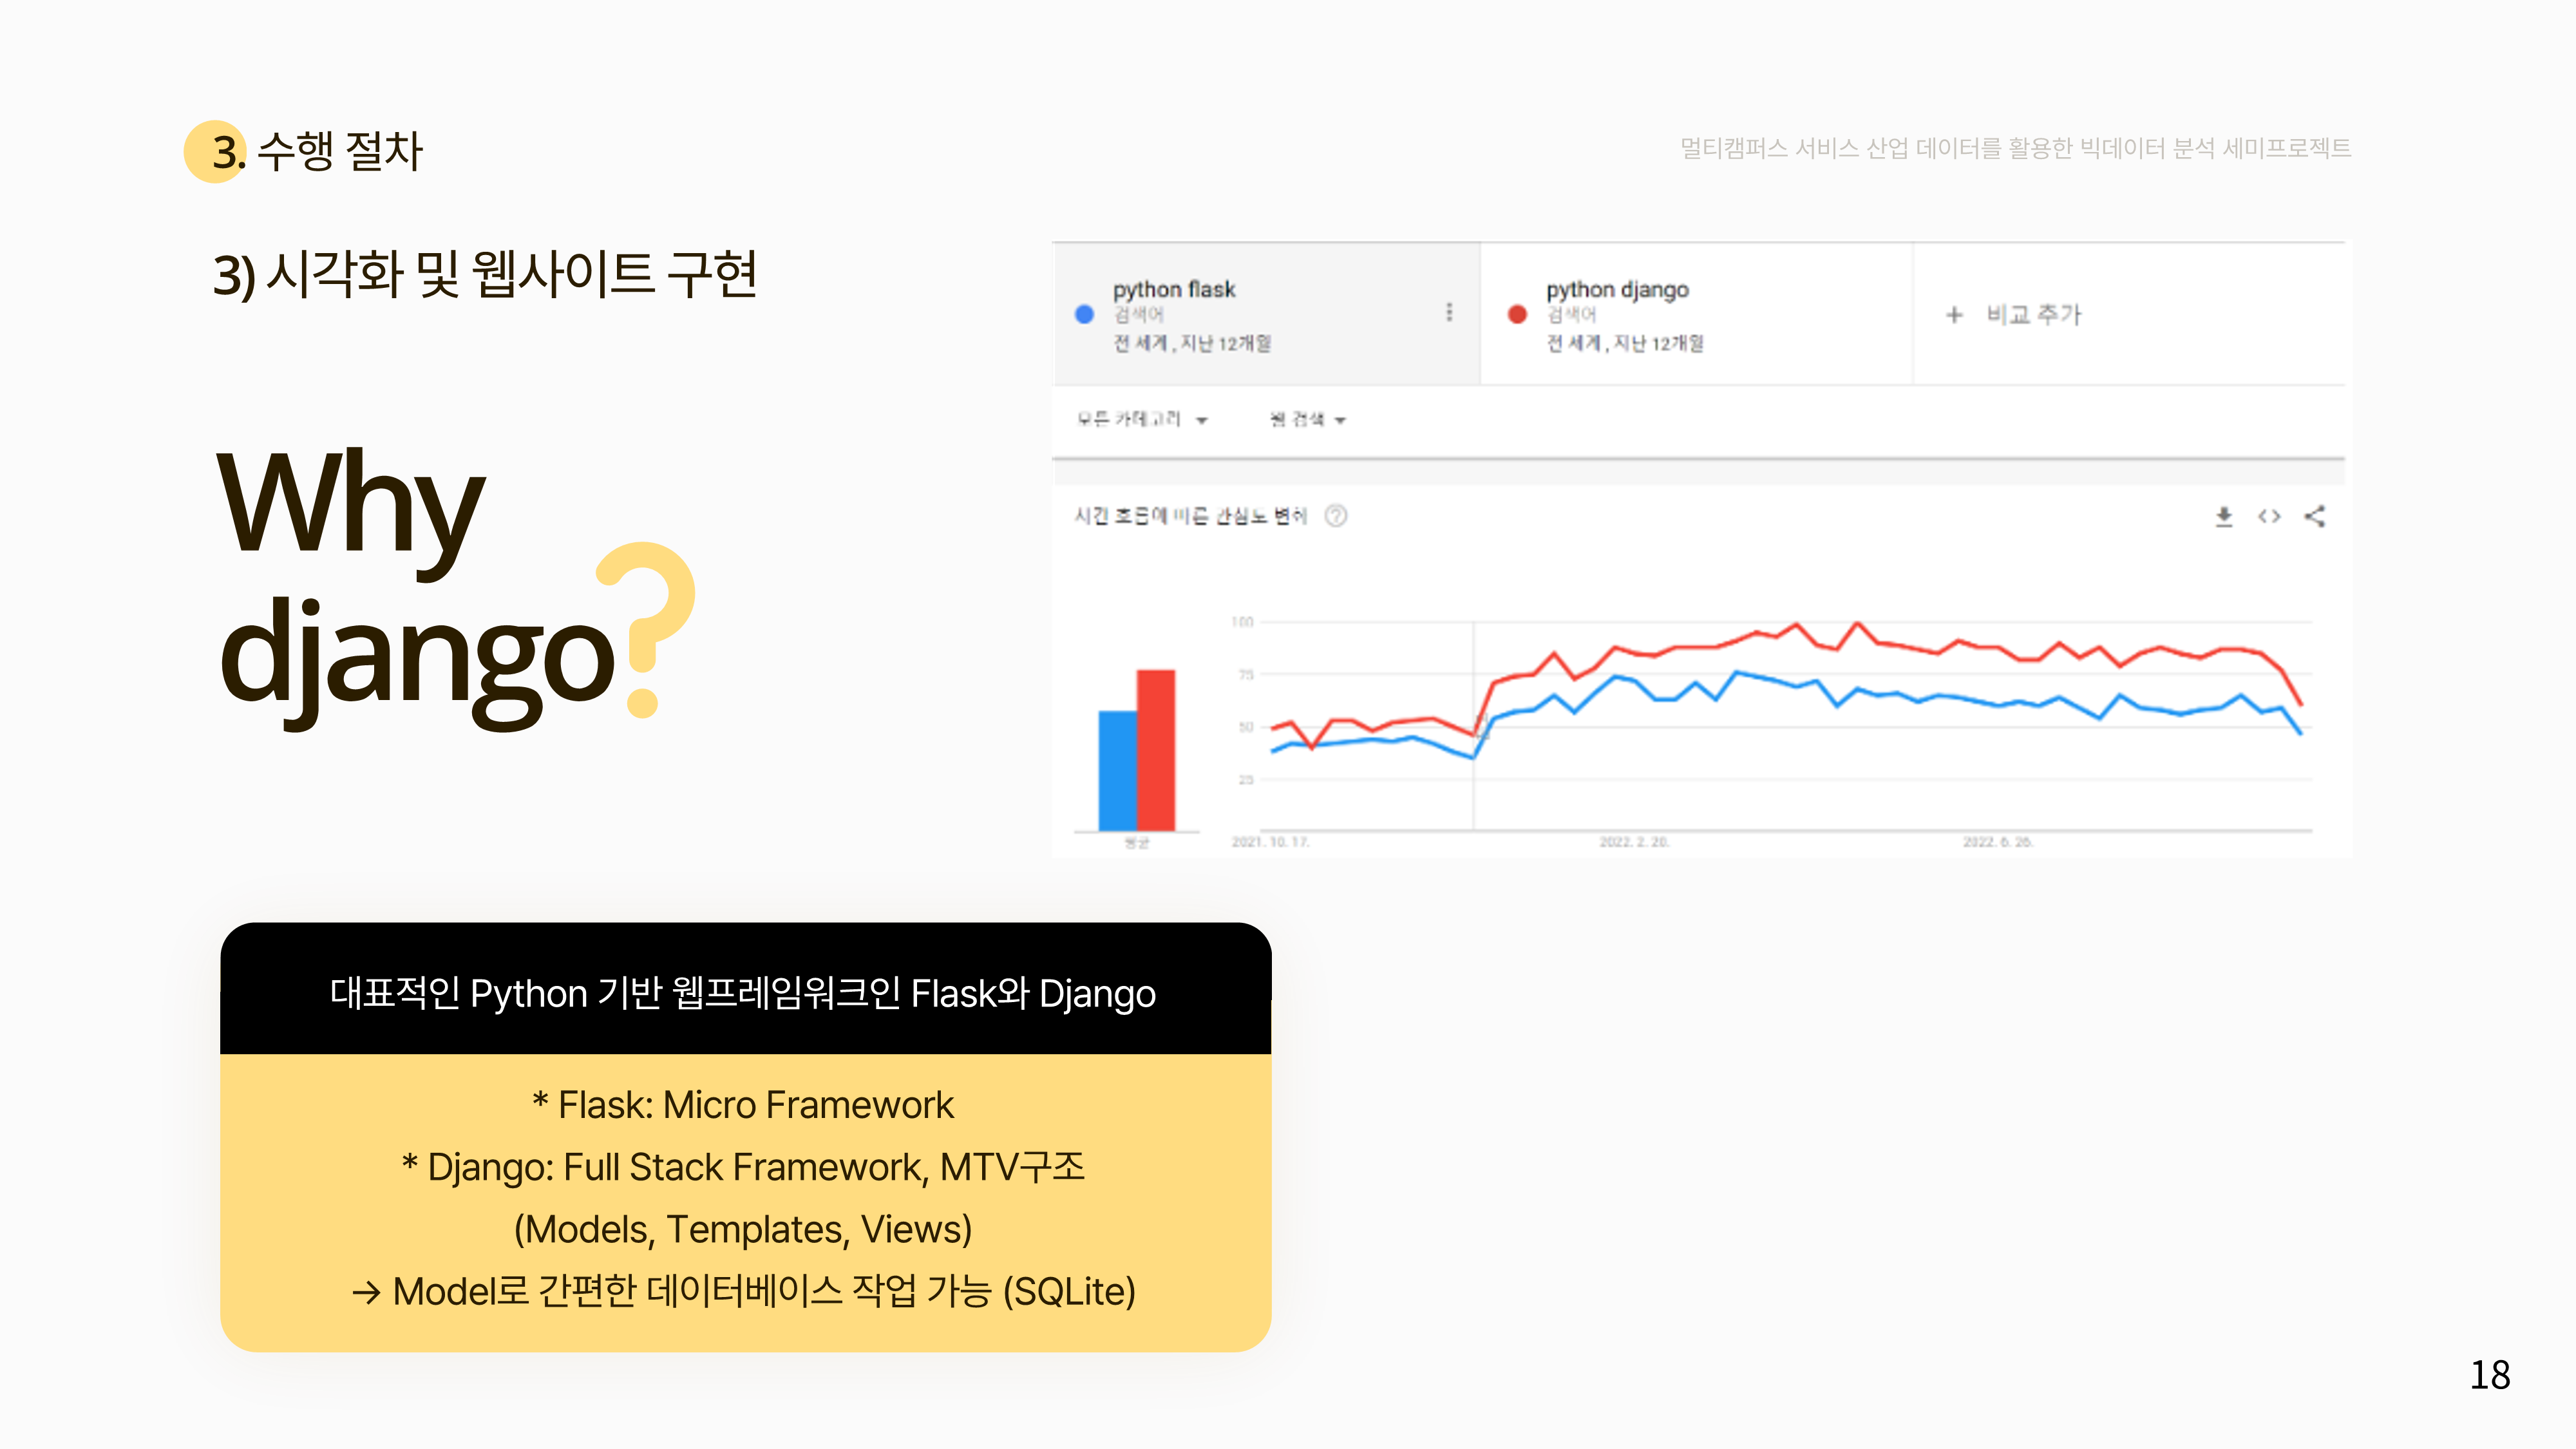 3. 수행 절차
멀티캠퍼스 서비스 산업 데이터를 활용한 빅데이터 분석 세미프로젝트
3) 시각화 및 웹사이트 구현
Why
django?
python flask
검색어
전 세계, 지난 12개월
python django
검색어
전 세계, 지난 12개월
+ 비교 추가
모든 카테고리
웹 검색
시간 흐름에 따른 관심도 변화
100
75
50
25
평균
2021. 10. 17.
2022. 2. 20.
2022. 6. 26.
대표적인 Python 기반 웹프레임워크인 Flask와 Django
* Flask: Micro Framework
* Django: Full Stack Framework, MTV구조
(Models, Templates, Views)
→ Model로 간편한 데이터베이스 작업 가능 (SQLite)
18